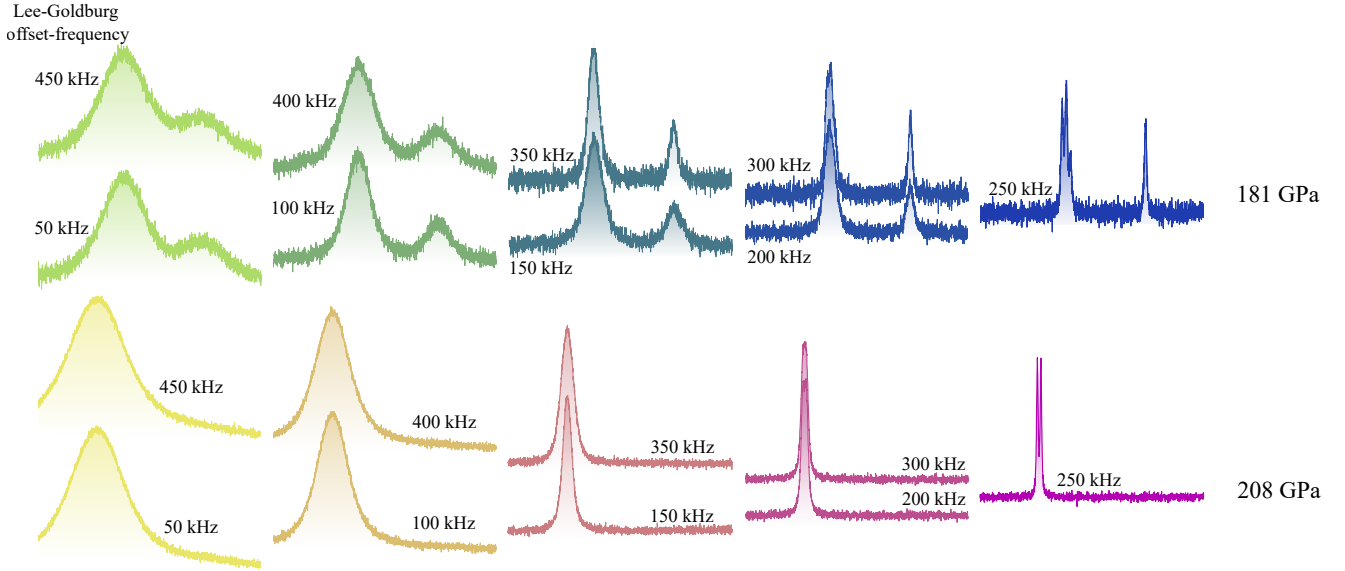 Lee-Goldburg
offset-frequency
450 kHz
400 kHz
350 kHz
300 kHz
250 kHz
181 GPa
50 kHz
100 kHz
150 kHz
200 kHz
450 kHz
400 kHz
350 kHz
300 kHz
250 kHz
208 GPa
50 kHz
100 kHz
150 kHz
200 kHz